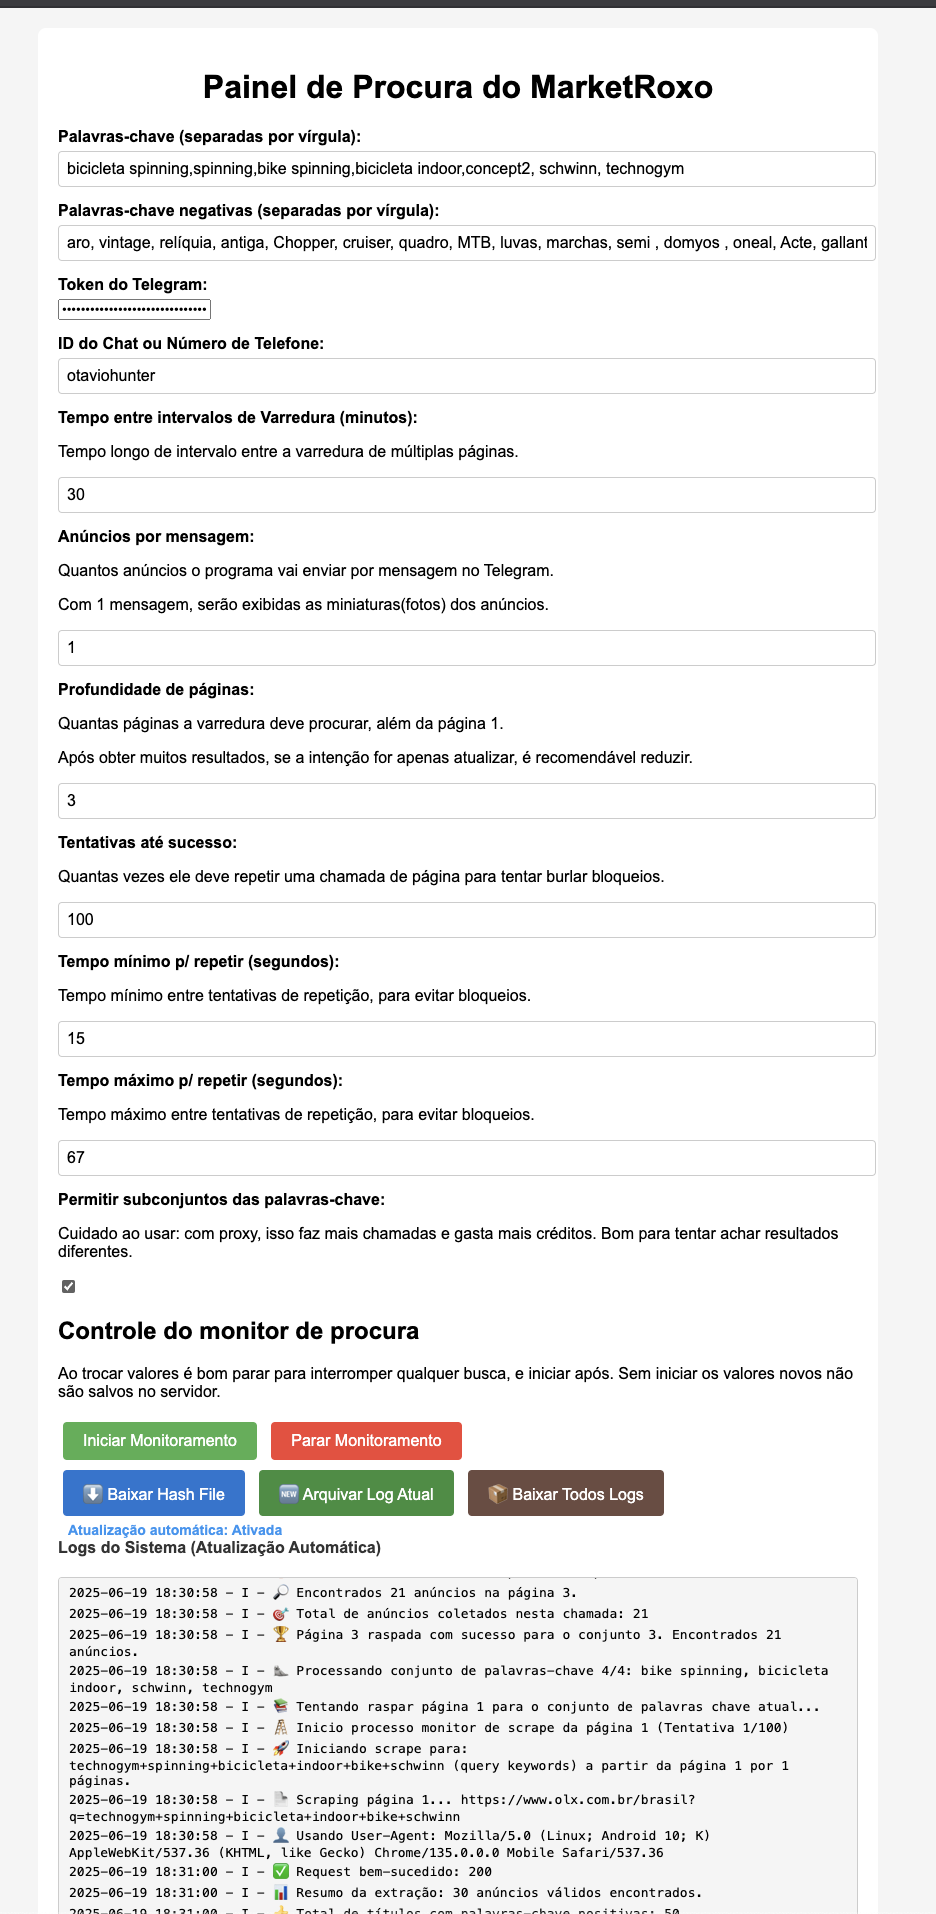 Painel de Procura do MarketRoxo
Palavras-chave (separadas por vírgula):
bicicleta spinning,spinning,bike spinning,bicicleta indoor,concept2, schwinn, technogym
Palavras-chave negativas (separadas por vírgula):
aro, vintage, relíquia, antiga, Chopper, cruiser, quadro, MTB, luvas, marchas, semi , domyos , oneal, Acte, gallant
Token do Telegram:
ID do Chat ou Número de Telefone:
otaviohunter
Tempo entre intervalos de Varredura (minutos):
Tempo longo de intervalo entre a varredura de múltiplas páginas.
30
Anúncios por mensagem:
Quantos anúncios o programa vai enviar por mensagem no Telegram.
Com 1 mensagem, serão exibidas as miniaturas(fotos) dos anúncios.
1
Profundidade de páginas:
Quantas páginas a varredura deve procurar, além da página 1.
Após obter muitos resultados, se a intenção for apenas atualizar, é recomendável reduzir.
3
Tentativas até sucesso:
Quantas vezes ele deve repetir uma chamada de página para tentar burlar bloqueios.
100
Tempo mínimo p/ repetir (segundos):
Tempo mínimo entre tentativas de repetição, para evitar bloqueios.
15
Tempo máximo p/ repetir (segundos):
Tempo máximo entre tentativas de repetição, para evitar bloqueios.
67
Permitir subconjuntos das palavras-chave:
Cuidado ao usar: com proxy, isso faz mais chamadas e gasta mais créditos. Bom para tentar achar resultados
diferentes.
Controle do monitor de procura
Ao trocar valores é bom parar para interromper qualquer busca, e iniciar após. Sem iniciar os valores novos não
são salvos no servidor.
Iniciar Monitoramento Parar Monitoramento
⬇️ Baixar Hash File 🆕 Arquivar Log Atual 📦 Baixar Todos Logs
Atualização automática: Ativada
Logs do Sistema (Atualização Automática)
2025-06-19 18:30:58 - I - 🔎 Encontrados 21 anúncios na página 3.
2025-06-19 18:30:58 - I - 🎯 Total de anúncios coletados nesta chamada: 21
2025-06-19 18:30:58 - I - 🏆 Página 3 raspada com sucesso para o conjunto 3. Encontrados 21
anúncios.
2025-06-19 18:30:58 - I - ⛸️ Processando conjunto de palavras-chave 4/4: bike spinning, bicicleta
indoor, schwinn, technogym
2025-06-19 18:30:58 - I - 📚 Tentando raspar página 1 para o conjunto de palavras chave atual...
2025-06-19 18:30:58 - I - 🪜 Inicio processo monitor de scrape da página 1 (Tentativa 1/100)
2025-06-19 18:30:58 - I - 🚀 Iniciando scrape para:
technogym+spinning+bicicleta+indoor+bike+schwinn (query keywords) a partir da página 1 por 1
páginas.
2025-06-19 18:30:58 - I - 📄 Scraping página 1... https://www.olx.com.br/brasil?
q=technogym+spinning+bicicleta+indoor+bike+schwinn
2025-06-19 18:30:58 - I - 👤 Usando User-Agent: Mozilla/5.0 (Linux; Android 10; K)
AppleWebKit/537.36 (KHTML, like Gecko) Chrome/135.0.0.0 Mobile Safari/537.36
2025-06-19 18:31:00 - I - ✅ Request bem-sucedido: 200
2025-06-19 18:31:00 - I - 📊 Resumo da extração: 30 anúncios válidos encontrados.
2025-06-19 18:31:00 - I - 👍 Total de títulos com palavras-chave positivas: 50